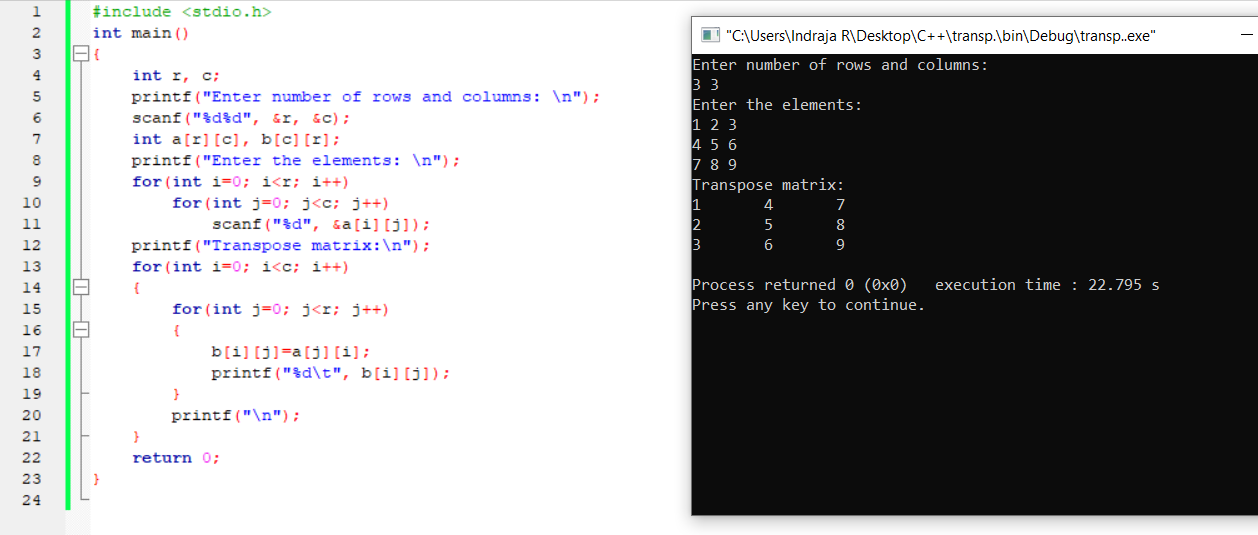 1 #include <stdio.h>
2 int main()
3 {
4     int r, c;
5     printf("Enter number of rows and columns: \n");
6     scanf("%d%d", &r, &c);
7     int a[r][c], b[c][r];
8     printf("Enter the elements: \n");
9     for(int i=0; i<r; i++)
10         for(int j=0; j<c; j++)
11             scanf("%d", &a[i][j]);
12     printf("Transpose matrix:\n");
13     for(int i=0; i<c; i++)
14     {
15         for(int j=0; j<r; j++)
16         {
17             b[i][j]=a[j][i];
18             printf("%d\t", b[i][j]);
19         }
20         printf("\n");
21     }
22     return 0;
23 }
24
"C:\Users\Indraja R\Desktop\C++\transp.\bin\Debug\transp..exe"
Enter number of rows and columns:
3 3
Enter the elements:
1 2 3
4 5 6
7 8 9
Transpose matrix:
1       4       7
2       5       8
3       6       9
Process returned 0 (0x0)   execution time : 22.795 s
Press any key to continue.